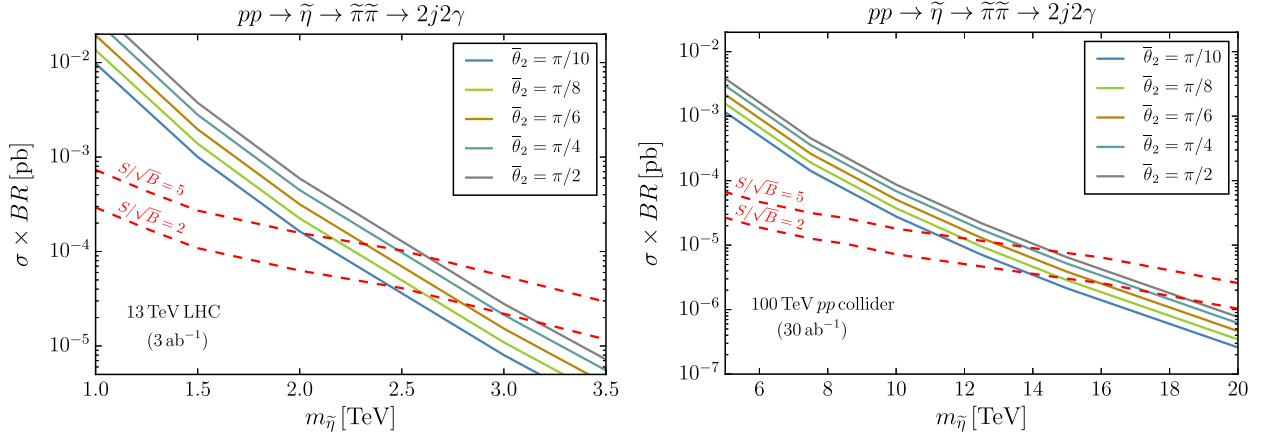 pp → η̃ → π̃π̃ → 2j2γ
10⁻²
10⁻³
10⁻⁴
10⁻⁵
σ × BR [pb]
θ̄₂ = π/10
θ̄₂ = π/8
θ̄₂ = π/6
θ̄₂ = π/4
θ̄₂ = π/2
S/√B = 5
S/√B = 2
13 TeV LHC
(3 ab⁻¹)
1.0 1.5 2.0 2.5 3.0 3.5
m_η̃ [TeV]
pp → η̃ → π̃π̃ → 2j2γ
10⁻²
10⁻³
10⁻⁴
10⁻⁵
10⁻⁶
10⁻⁷
σ × BR [pb]
θ̄₂ = π/10
θ̄₂ = π/8
θ̄₂ = π/6
θ̄₂ = π/4
θ̄₂ = π/2
S/√B = 5
S/√B = 2
100 TeV pp collider
(30 ab⁻¹)
6 8 10 12 14 16 18 20
m_η̃ [TeV]